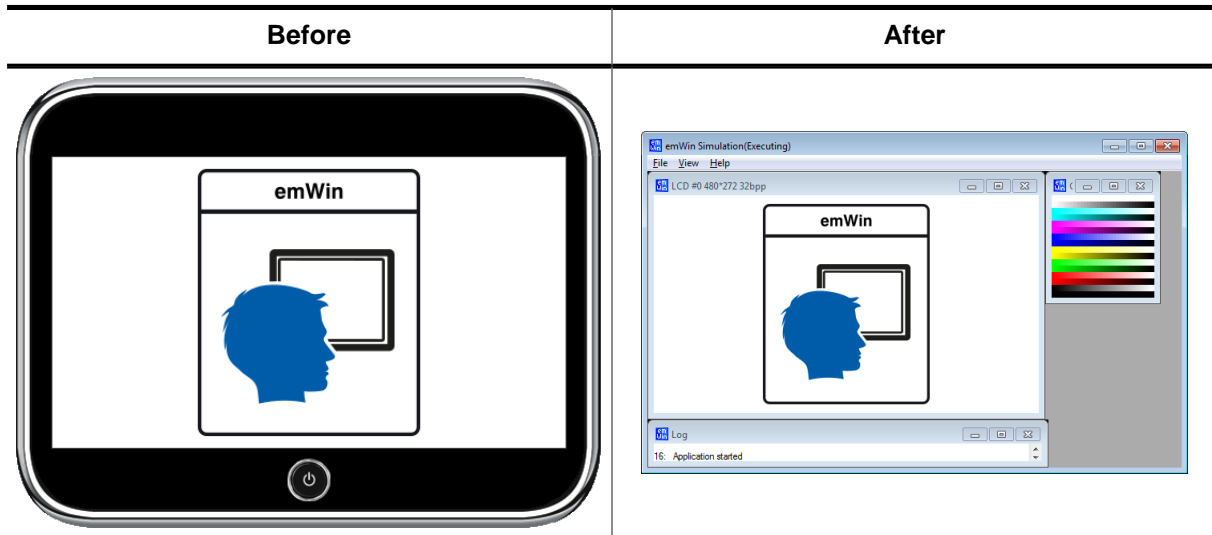 Before
After
emWin
emWin Simulation(Executing)
File View Help
LCD #0 480*272 32bpp
emWin
Log
16: Application started